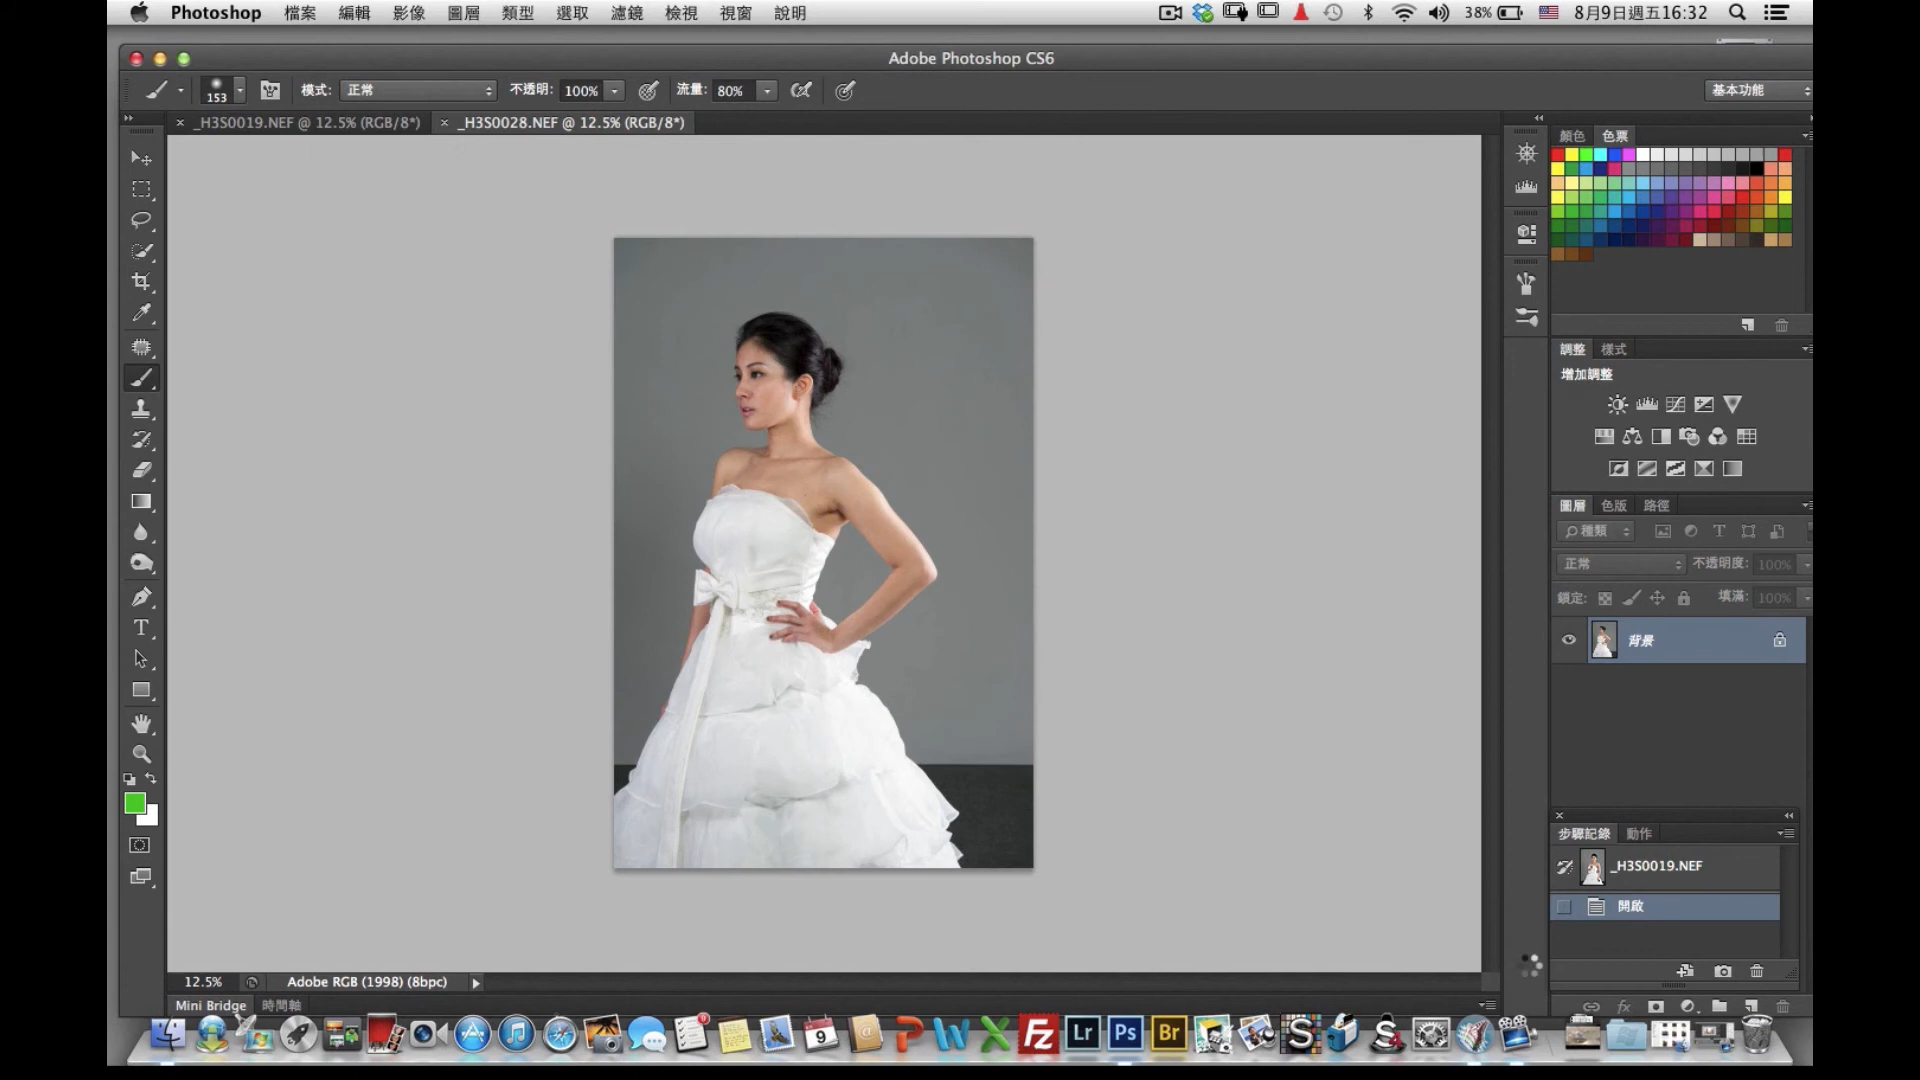 Photoshop 檔案 編輯 影像 圖層 類型 選取 濾鏡 檢視 視窗 說明 38% 8月9日週五16:32
Adobe Photoshop CS6
153 模式: 正常 不透明: 100% 流量: 80% 基本功能
_H3S0019.NEF @ 12.5% (RGB/8*) _H3S0028.NEF @ 12.5% (RGB/8*)
顏色 色票
調整 樣式
增加調整
圖層 色版 路徑
種類
正常 不透明度: 100%
鎖定: 填滿: 100%
背景
步驟記錄 動作
_H3S0019.NEF
開啟
12.5% Adobe RGB (1998) (8bpc)
Mini Bridge 時間軸
9 Fz Lr Ps Br